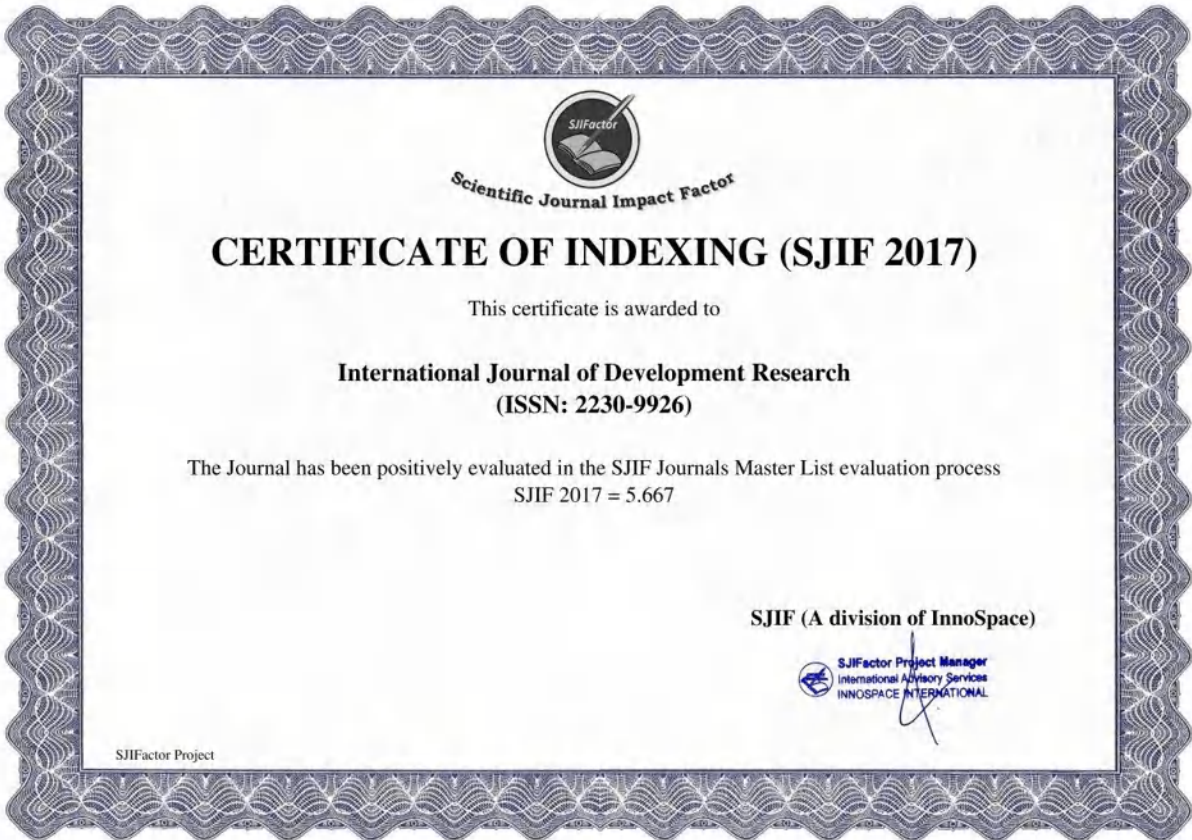 SJIFactor
Scientific Journal Impact Factor
CERTIFICATE OF INDEXING (SJIF 2017)
This certificate is awarded to
International Journal of Development Research
(ISSN: 2230-9926)
The Journal has been positively evaluated in the SJIF Journals Master List evaluation process
SJIF 2017 = 5.667
SJIF (A division of InnoSpace)
SJIFactor Project Manager
International Advisory Services
INNOSPACE INTERNATIONAL
SJIFactor Project